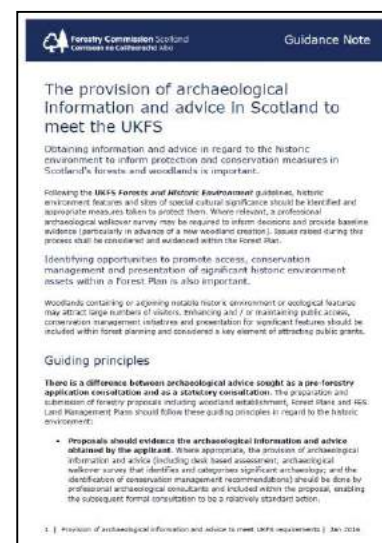 Forestry Commission Scotland
Coimisean na Coilltearachd Alba
Guidance Note
The provision of archaeological
information and advice in Scotland to
meet the UKFS
Obtaining information and advice in regard to the historic
environment to inform protection and conservation measures in
Scotland's forests and woodlands is important.
Following the UKFS Forests and Historic Environment guidelines, historic
environment features and sites of special cultural significance should be identified and
appropriate measures taken to protect them. Where relevant, a professional
archaeological walkover survey may be required to inform decisions and provide baseline
evidence (particularly in advance of a new woodland creation). Issues raised during this
process shall be considered and evidenced within the Forest Plan.
Identifying opportunities to promote access, conservation
management and presentation of significant historic environment
assets within a Forest Plan is also important.
Woodlands containing or adjoining notable historic environment or ecological features
may attract large numbers of visitors. Enhancing and / or maintaining public access,
conservation management initiatives and presentation for significant features should be
included within forest planning and considered a key element of attracting public grants.
Guiding principles
There is a difference between archaeological advice sought as a pre-forestry
application consultation and as a statutory consultation. The preparation and
submission of forestry proposals including woodland establishment, Forest Plans and FES
Land Management Plans should follow these guiding principles in regard to the historic
environment:
• Proposals should evidence the archaeological information and advice
obtained by the applicant. Where appropriate, the provision of archaeological
information and advice (including desk based assessment; archaeological
walkover survey that identifies and categorises significant archaeology; and the
identification of conservation management recommendations) should be done by
professional archaeological consultants and included within the proposal, enabling
the subsequent formal consultation to be a relatively standard action.
1 | Provision of archaeological information and advice to meet UKFS requirements | Jan 2016